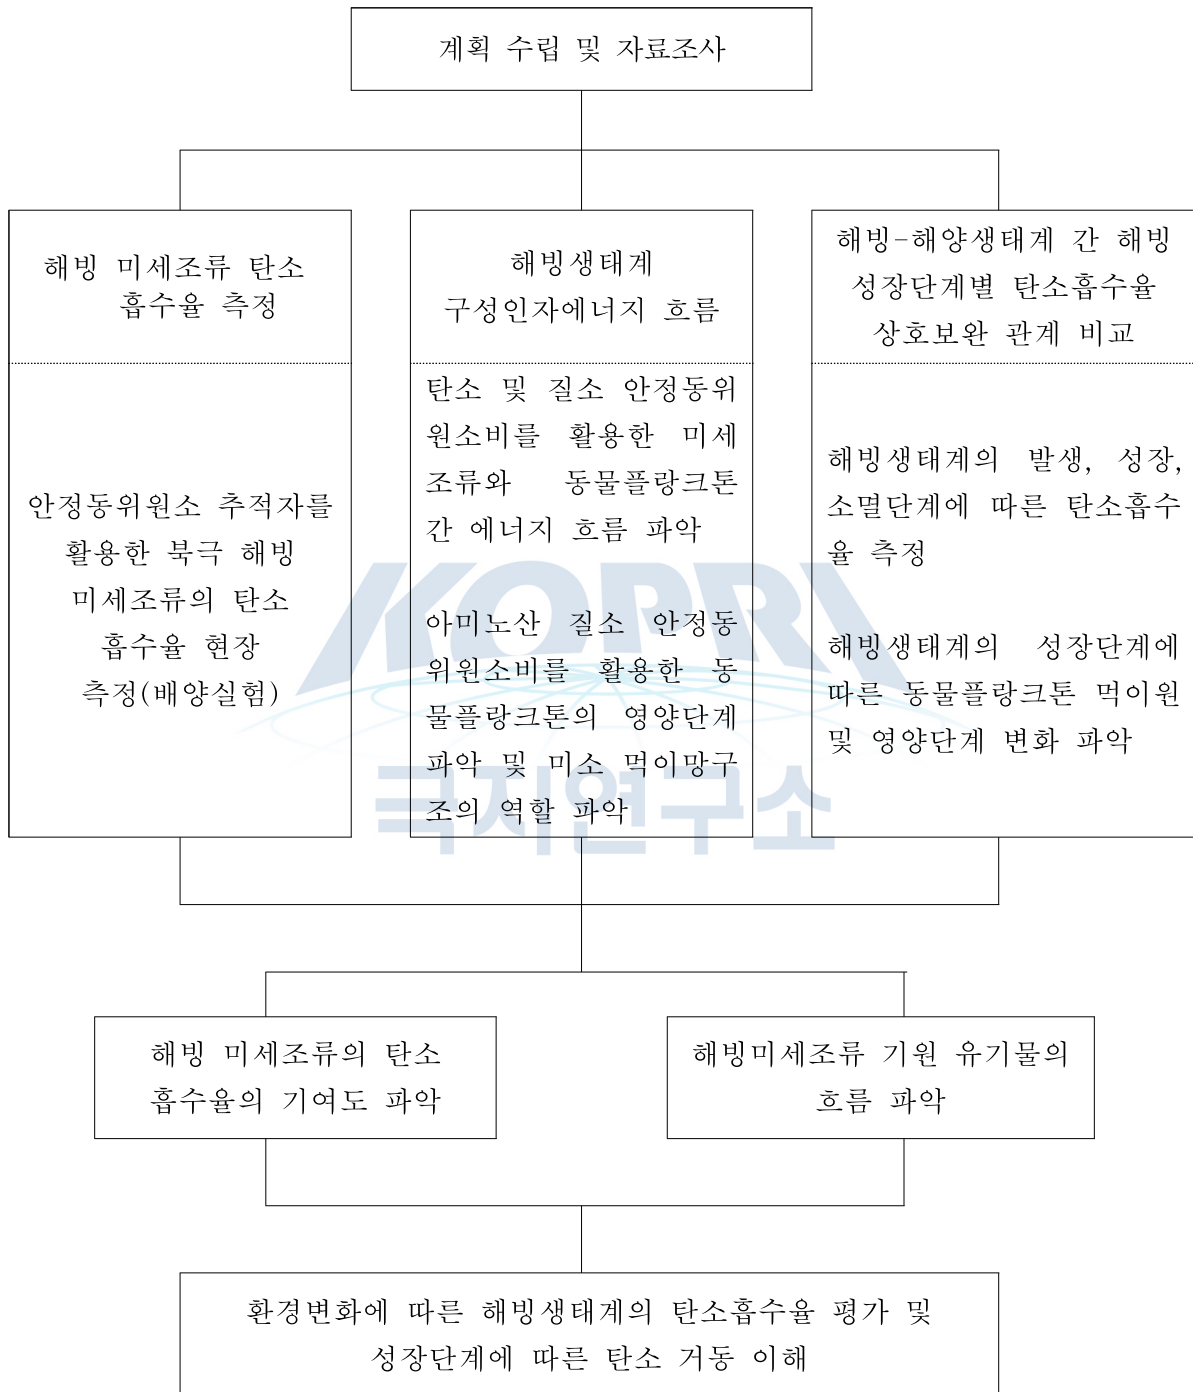 계획 수립 및 자료조사
해빙 미세조류 탄소
흡수율 측정
안정동위원소 추적자를
활용한 북극 해빙
미세조류의 탄소
흡수율 현장
측정(배양실험)
해빙생태계
구성인자에너지 흐름
탄소 및 질소 안정동위
원소비를 활용한 미세
조류와 동물플랑크톤
간 에너지 흐름 파악
아미노산 질소 안정동
위원소비를 활용한 동
물플랑크톤의 영양단계
파악 및 미소 먹이망구
조의 역할 파악
해빙-해양생태계 간 해빙
성장단계별 탄소흡수율
상호보완 관계 비교
해빙생태계의 발생, 성장,
소멸단계에 따른 탄소흡수
율 측정
해빙생태계의 성장단계에
따른 동물플랑크톤 먹이원
및 영양단계 변화 파악
KOPRI
극지연구소
해빙 미세조류의 탄소
흡수율의 기여도 파악
해빙미세조류 기원 유기물의
흐름 파악
환경변화에 따른 해빙생태계의 탄소흡수율 평가 및
성장단계에 따른 탄소 거동 이해